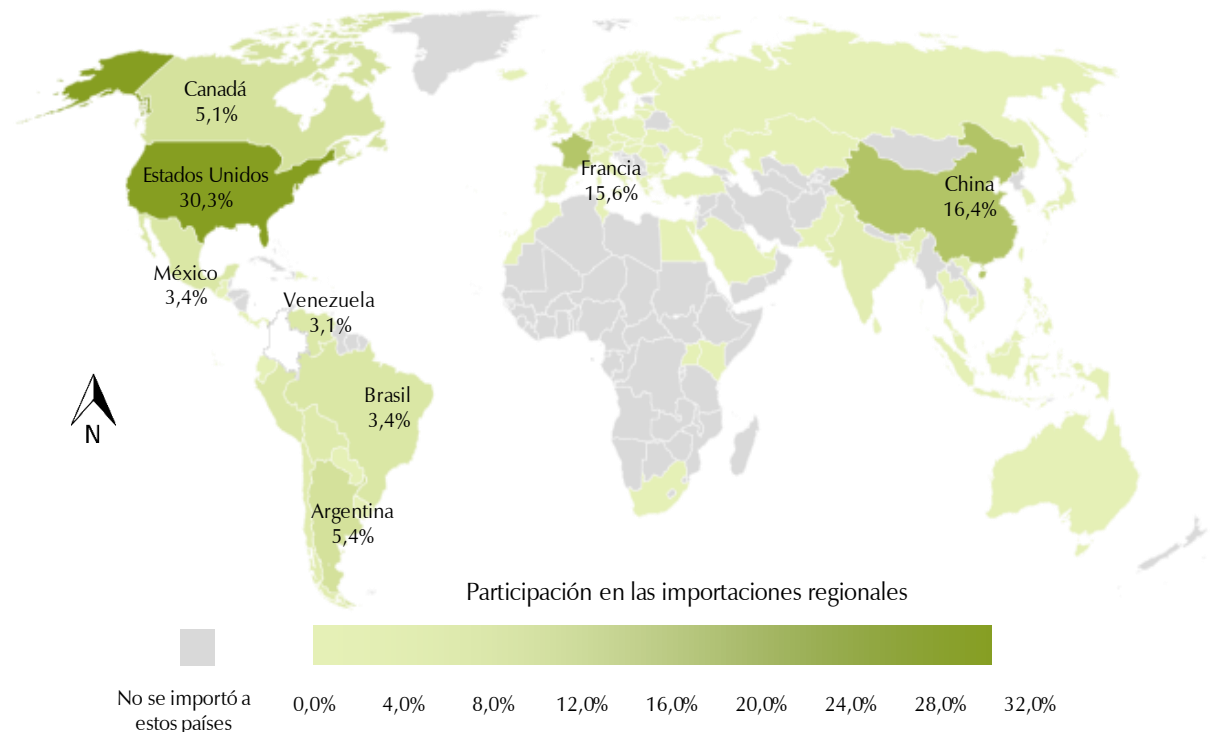 Canadá
5,1%
Estados Unidos
30,3%
Francia
15,6%
China
16,4%
México
3,4%
Venezuela
3,1%
Brasil
3,4%
N
Argentina
5,4%
Participación en las importaciones regionales
No se importó a
estos países
0,0% 4,0% 8,0% 12,0% 16,0% 20,0% 24,0% 28,0% 32,0%